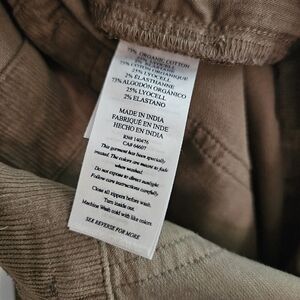 73% ORGANIC COTTON
25% LYOCELL
2% ELASTHANNE
73% ALGODÓN ORGÁNICO
25% LYOCELL
2% ELASTANO
MADE IN INDIA
FABRIQUÉ EN INDE
HECHO EN INDIA
RN# 140476
CA# 64607
This garment has been specially
treated. The colors are meant to fade
when washed.
Do not expose to direct sunlight.
Follow care instructions carefully.
Close all zippers before wash.
Turn inside out.
Machine Wash cold with like colors.
SEE REVERSE FOR MORE